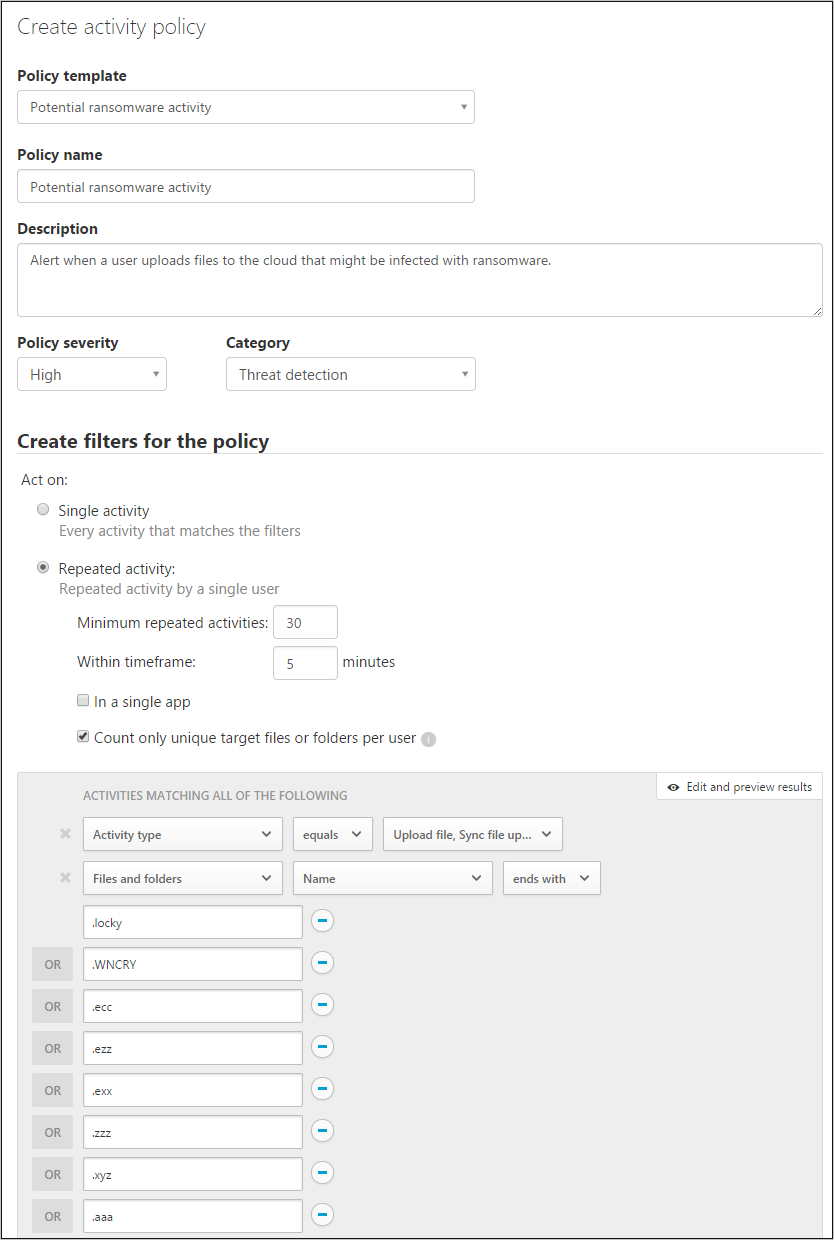 Create activity policy
Policy template
Potential ransomware activity
Policy name
Potential ransomware activity
Description
Alert when a user uploads files to the cloud that might be infected with ransomware.
Policy severity Category
High Threat detection
Create filters for the policy
Act on:
Single activity
Every activity that matches the filters
Repeated activity:
Repeated activity by a single user
Minimum repeated activities: 30
Within timeframe: 5 minutes
In a single app
Count only unique target files or folders per user
Edit and preview results
ACTIVITIES MATCHING ALL OF THE FOLLOWING
Activity type equals Upload file, Sync file up...
Files and folders Name ends with
.locky
OR .WNCRY
OR .ecc
OR .ezz
OR .exx
OR .zzz
OR .xyz
OR .aaa